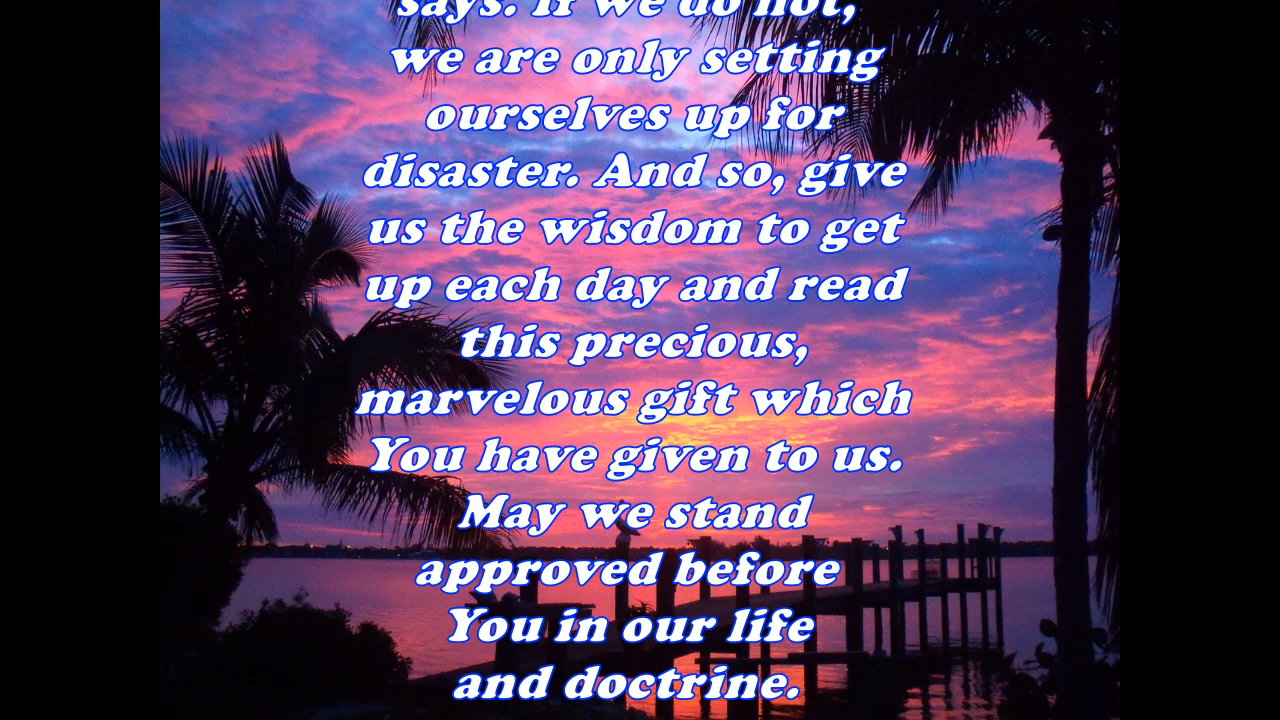 says. If we do not,
we are only setting
ourselves up for
disaster. And so, give
us the wisdom to get
up each day and read
this precious,
marvelous gift which
You have given to us.
May we stand
approved before
You in our life
and doctrine.